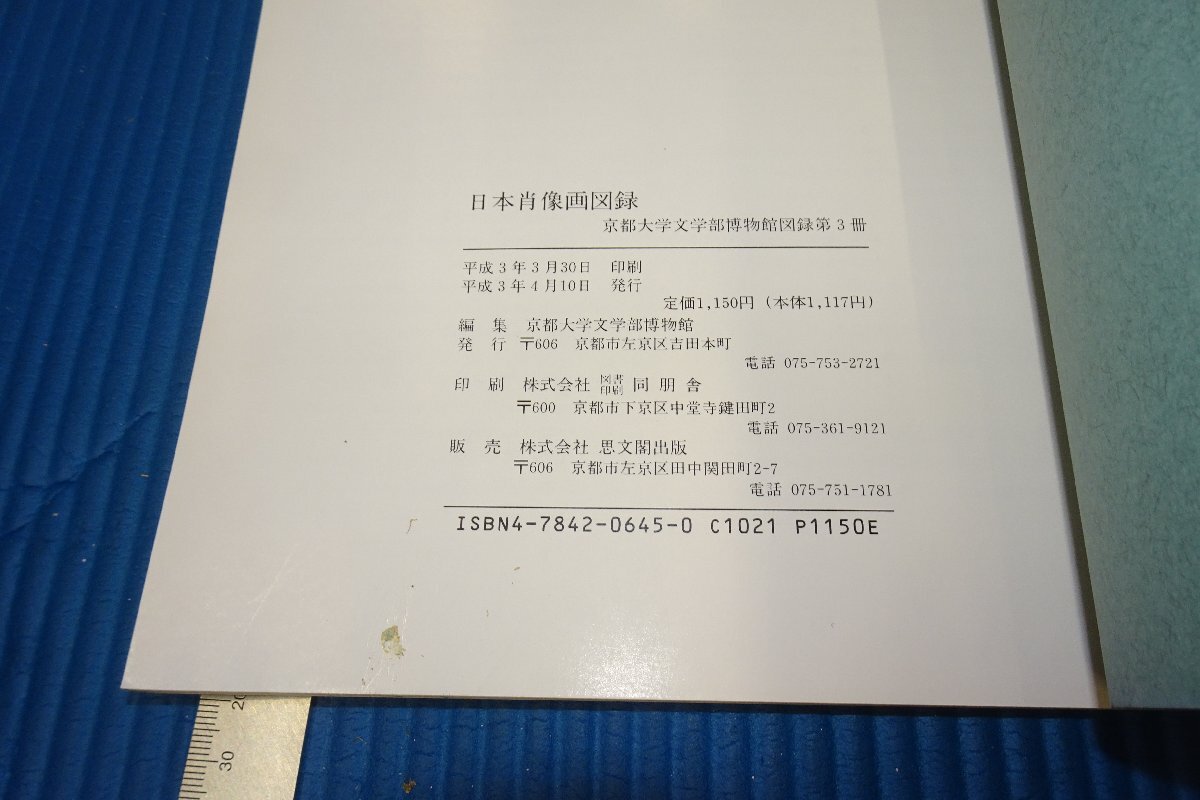 日本肖像画図録
京都大学文学部博物館図録第3冊
平成3年3月30日 印刷
平成3年4月10日 発行
定価1,150円（本体1,117円）
編 集 京都大学文学部博物館
発 行 〒606 京都市左京区吉田本町
電話 075-753-2721
印 刷 株式会社 図書印刷 同朋舎
〒600 京都市下京区中堂寺鍵田町2
電話 075-361-9121
販 売 株式会社 思文閣出版
〒606 京都市左京区田中関田町2-7
電話 075-751-1781
ISBN4-7842-0645-0 C1021 P1150E
20
30